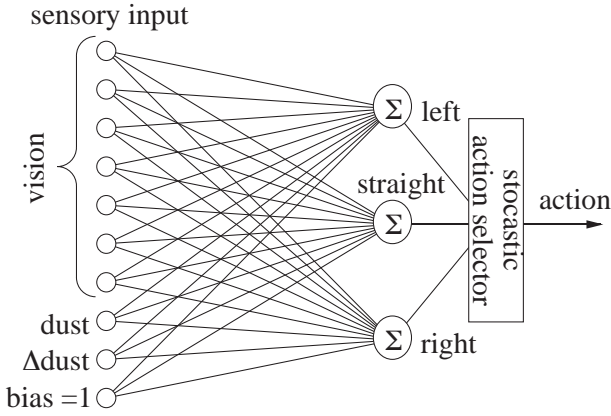 sensory input
vision
dust
Δdust
bias =1
Σ
left
straight
Σ
Σ
right
stocastic
action selector
action